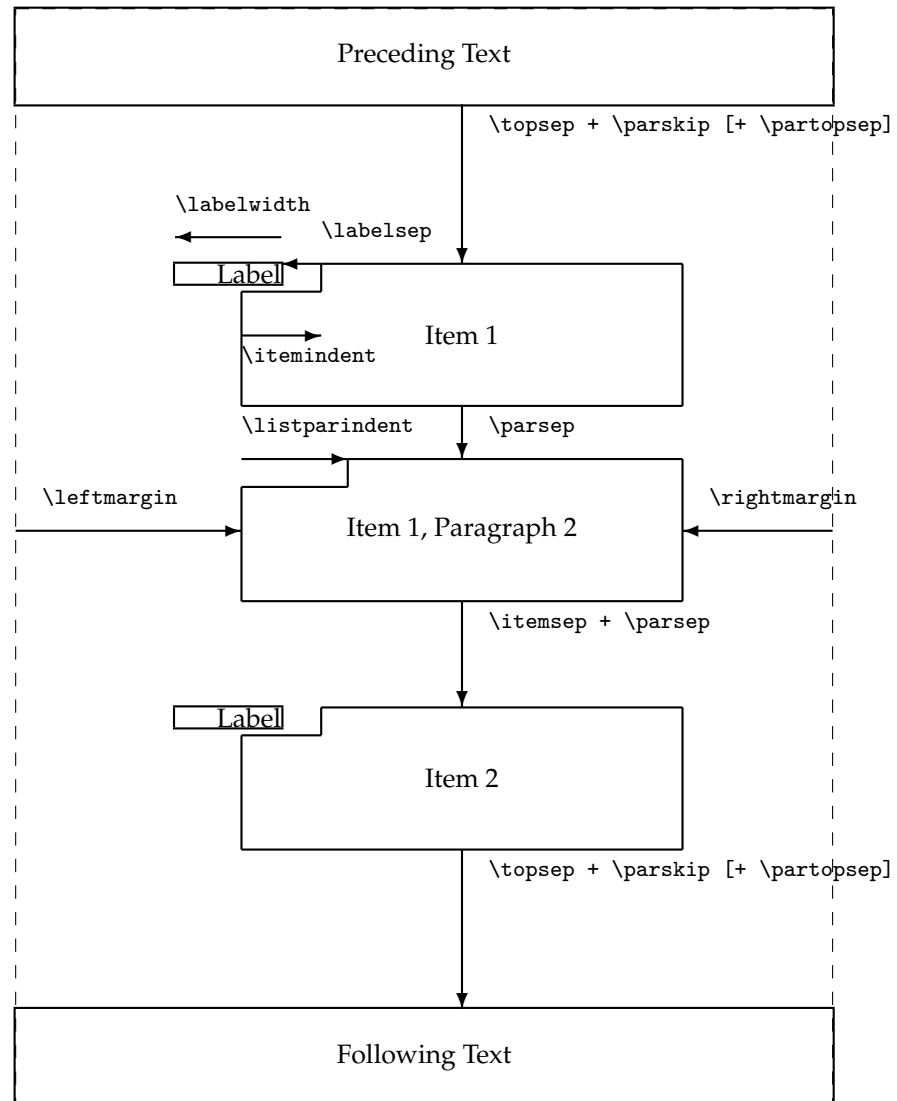 Preceding Text
\topsep + \parskip [+ \partopsep]
\labelwidth
\labelsep
Label
Item 1
\itemindent
\listparindent
\parsep
\leftmargin
\rightmargin
Item 1, Paragraph 2
\itemsep + \parsep
Label
Item 2
\topsep + \parskip [+ \partopsep]
Following Text